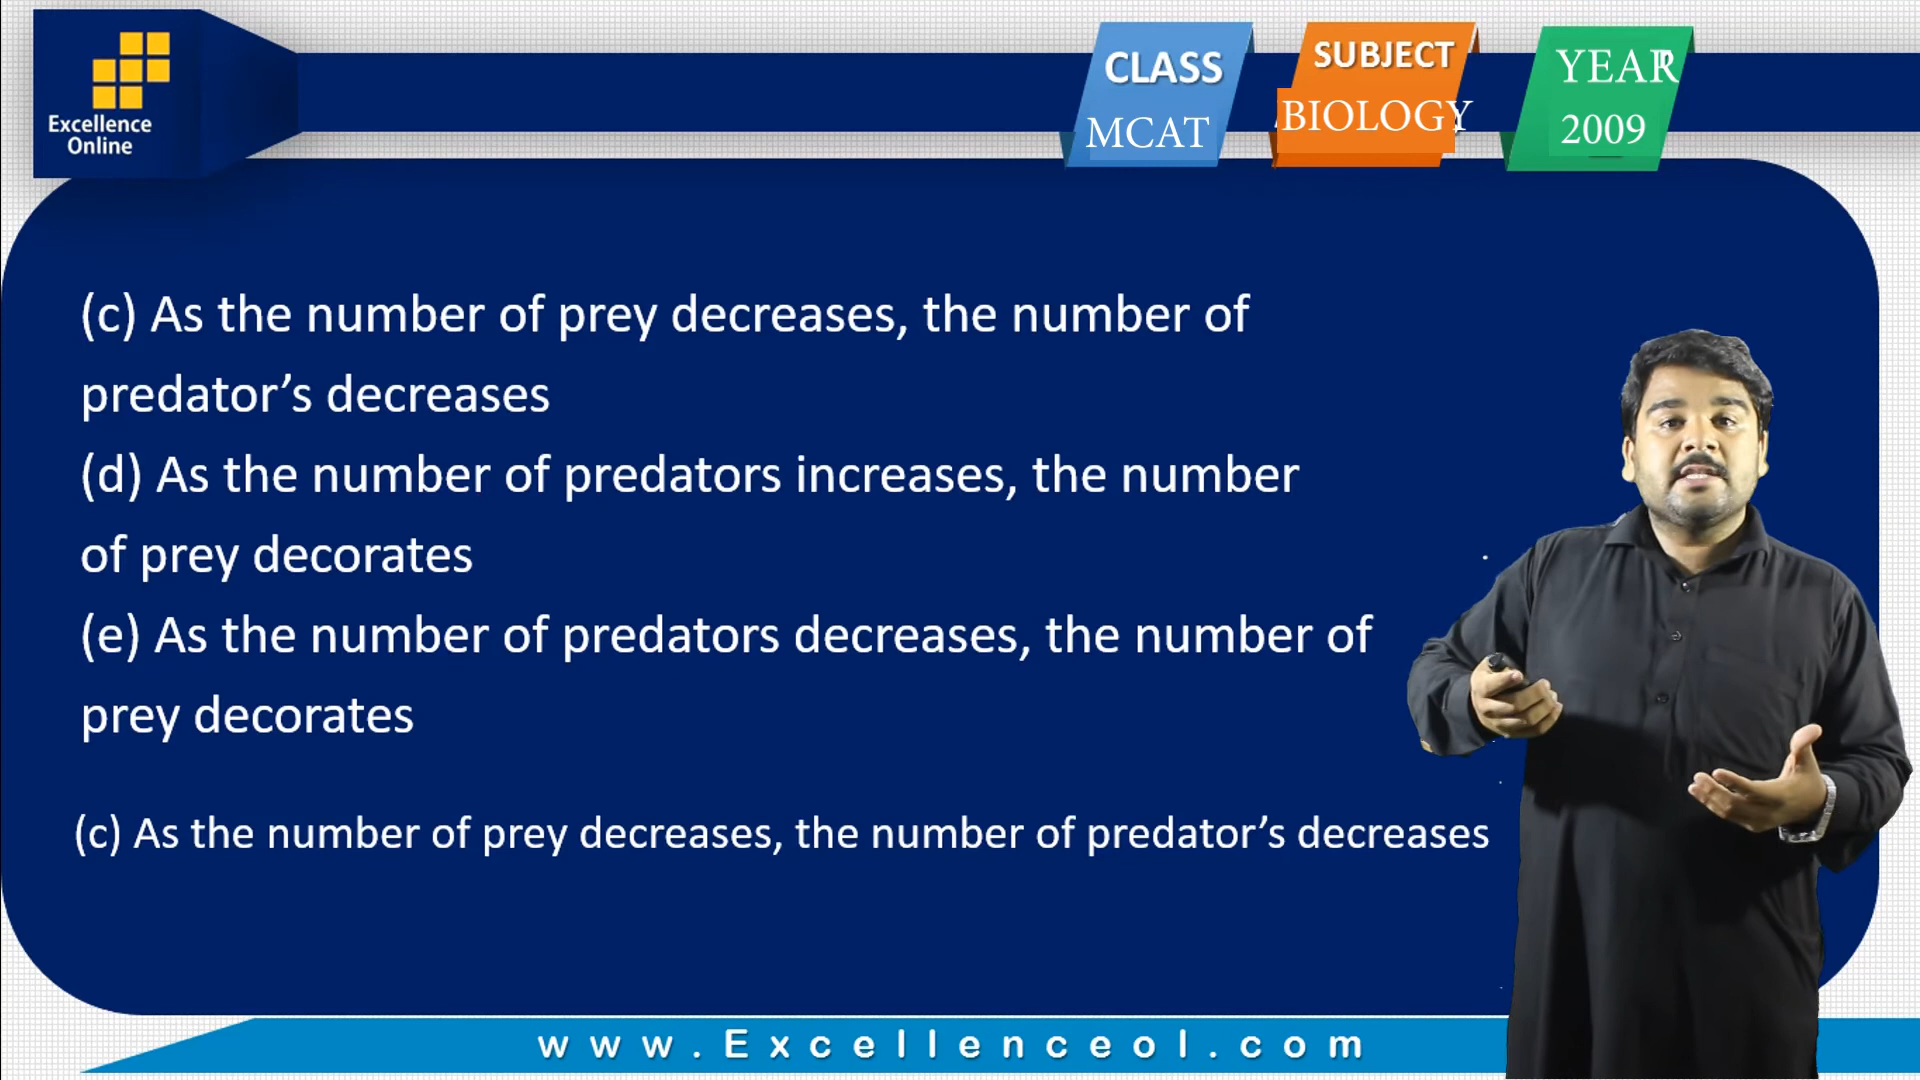 Excellence
Online
CLASS
MCAT
SUBJECT
BIOLOGY
YEAR
2009
(c) As the number of prey decreases, the number of
predator’s decreases
(d) As the number of predators increases, the number
of prey decorates
(e) As the number of predators decreases, the number of
prey decorates
(c) As the number of prey decreases, the number of predator’s decreases
www.Excellenceol.com